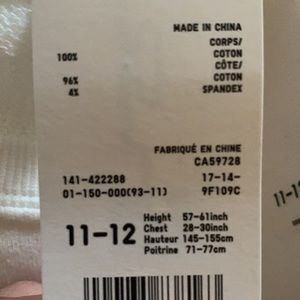 MADE IN CHINA
CORPS/
100% COTON
CÔTE/
96% COTON
4% SPANDEX
FABRIQUÉ EN CHINE
CA59728
141-422288 17-14-
01-150-000(93-11) 9F109C
11-12
Height 57-61inch
Chest 28-30inch
Hauteur 145-155cm
Poitrine 71-77cm
11-1